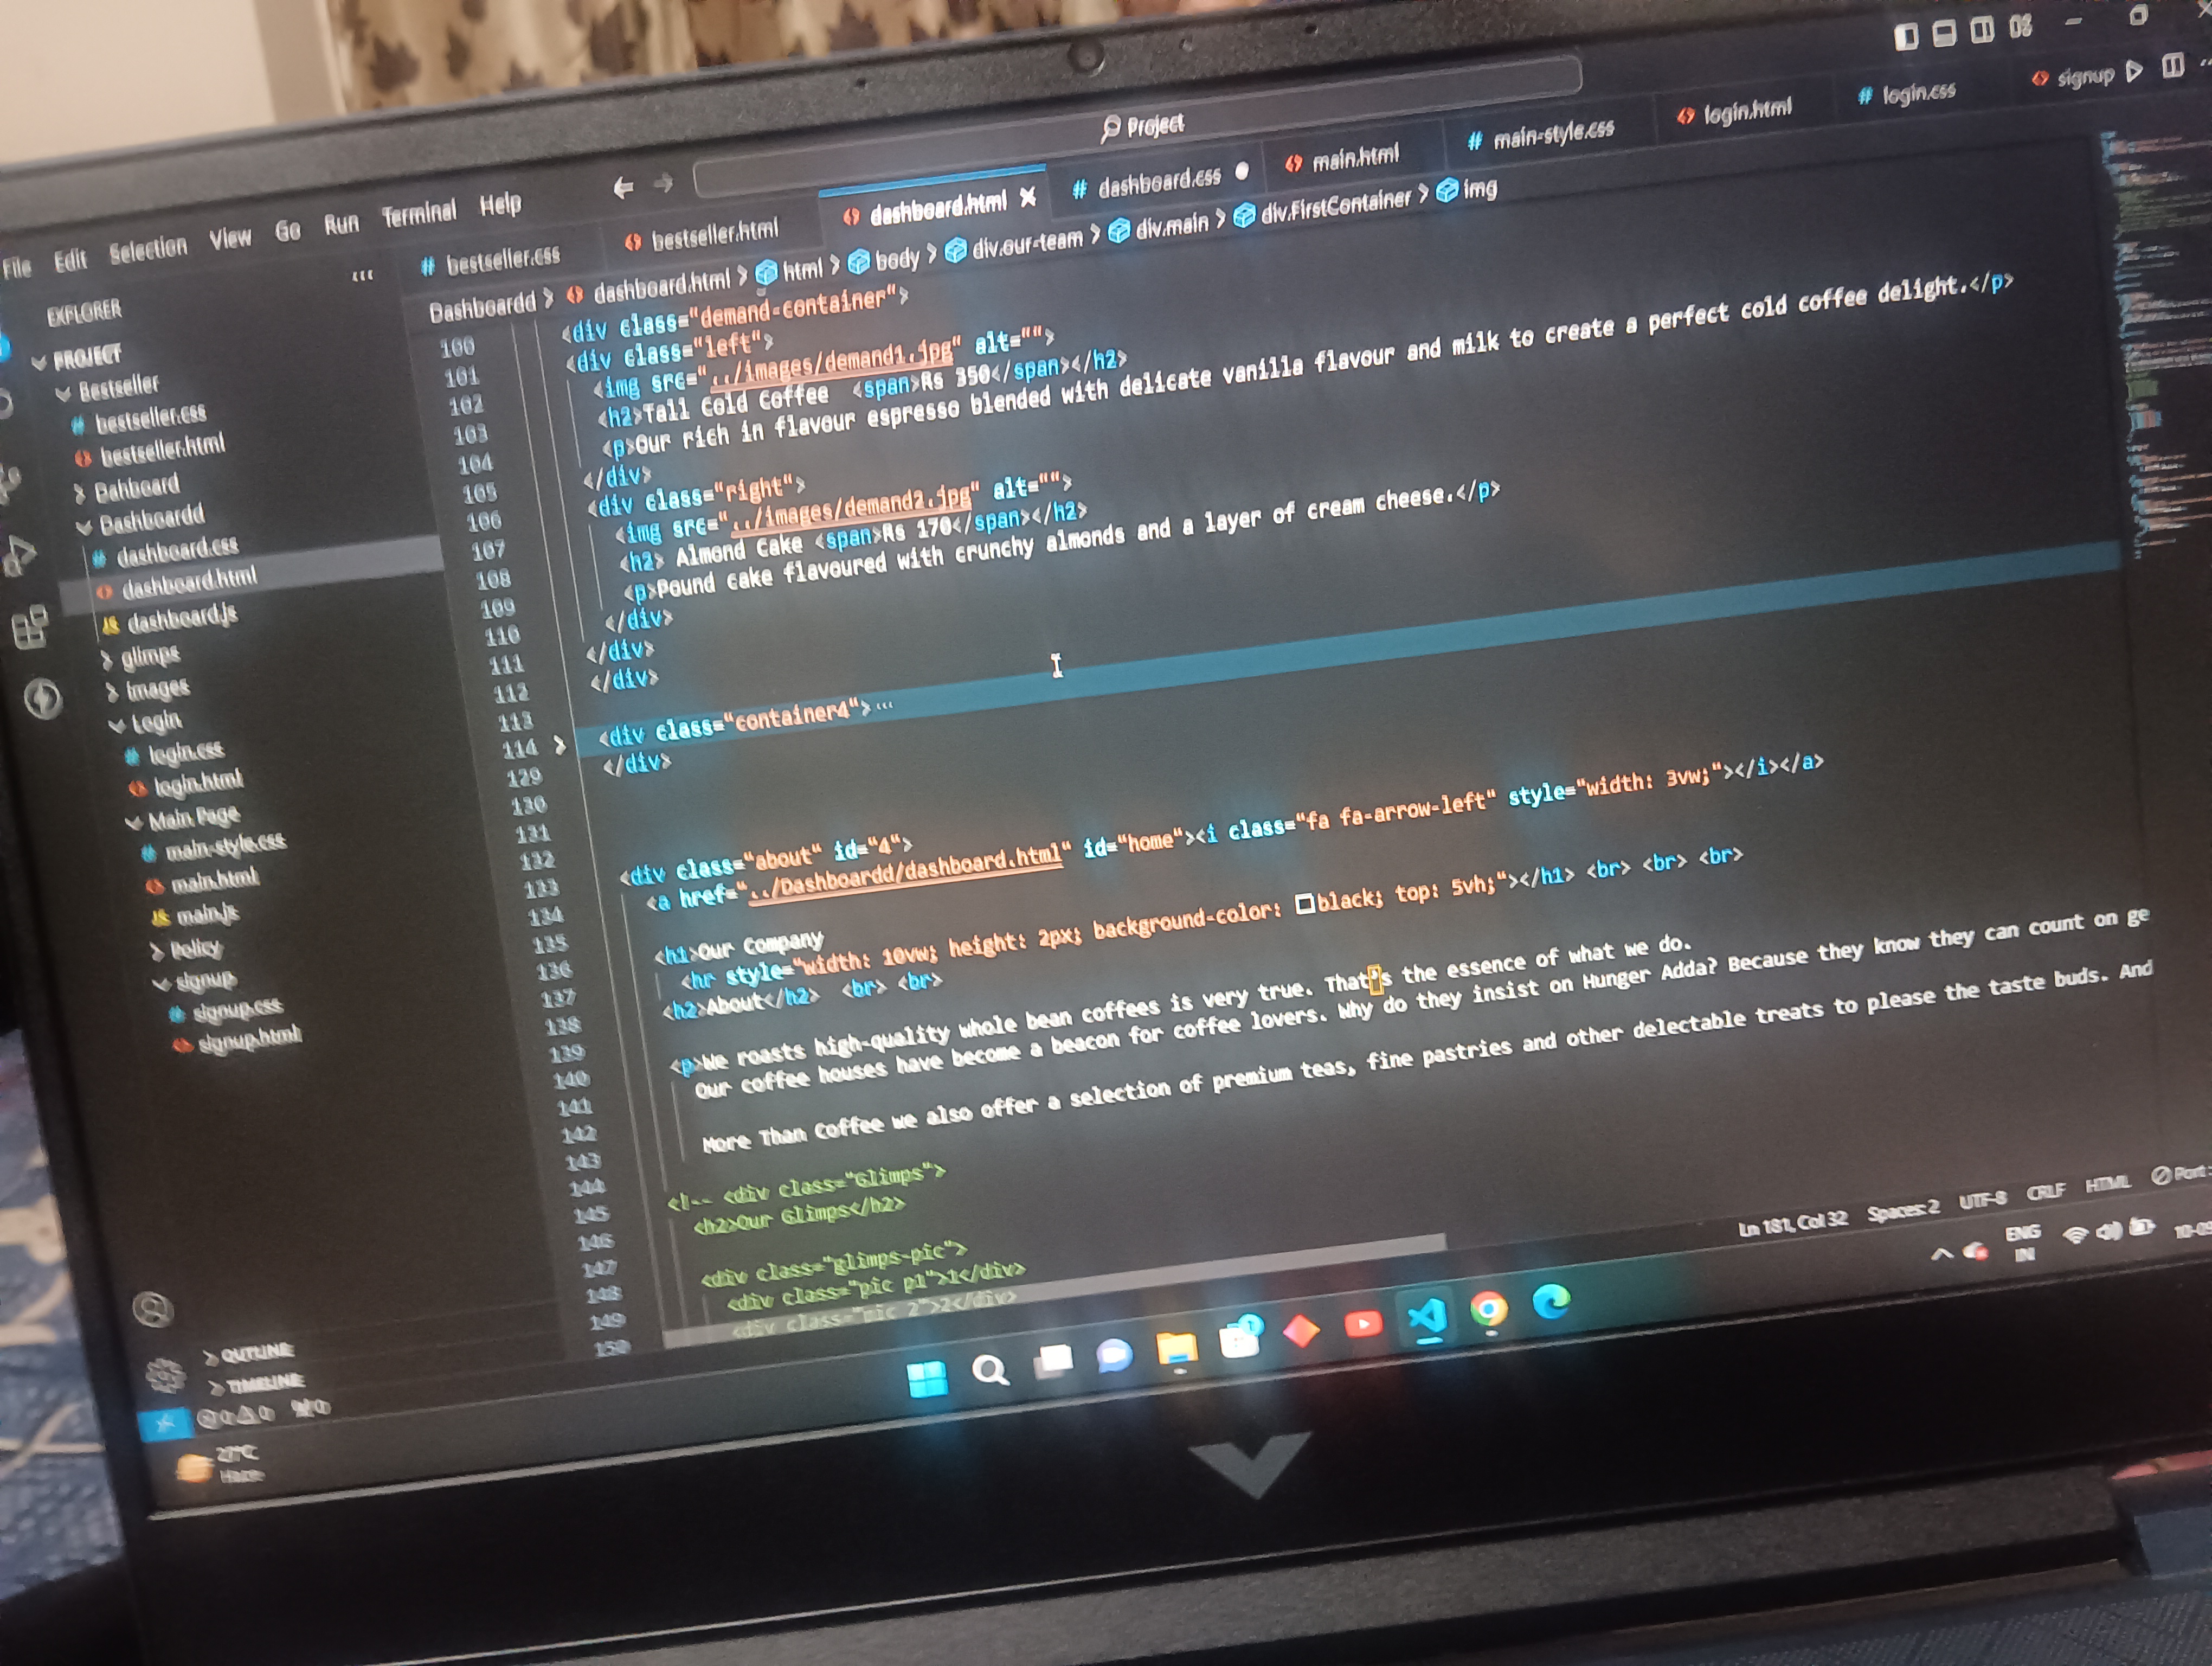 Project
File Edit Selection View Go Run Terminal Help
bestseller.css
bestseller.html
dashboard.html
dashboard.css
main.html
main-style.css
login.html
login.css
signup
EXPLORER
Dashboardd > dashboard.html > html > body > div.our-team > div.main > div.FirstContainer > img
PROJECT
Bestseller
bestseller.css
bestseller.html
Bahboard
Dashboardd
dashboard.css
dashboard.html
dashboard.js
glimps
images
Login
login.css
login.html
Main Page
main-style.css
main.html
main.js
Policy
signup
signup.css
signup.html
OUTLINE
TIMELINE
100 <div class="demand-container">
101 <div class="left">
102 <img src="../images/demand1.jpg" alt="">
103 <h2>Tall Cold Coffee <span>Rs 350</span></h2>
104 <p>Our rich in flavour espresso blended with delicate vanilla flavour and milk to create a perfect cold coffee delight.</p>
105 </div>
106 <div class="right">
107 <img src="../images/demand2.jpg" alt="">
108 <h2> Almond Cake <span>Rs 170</span></h2>
109 <p>Pound cake flavoured with crunchy almonds and a layer of cream cheese.</p>
110 </div>
111 </div>
112 </div>
113
114 <div class="container4">...
129 </div>
130
131
132 <div class="about" id="4">
133 <a href="../Dashboardd/dashboard.html" id="home"><i class="fa fa-arrow-left" style="width: 3vw;"></i></a>
134
135 <h1>Our Company
136 <hr style="width: 10vw; height: 2px; background-color: black; top: 5vh;"></h1> <br> <br> <br>
137 <h2>About</h2> <br> <br>
138
139 <p>We roasts high-quality whole bean coffees is very true. That’s the essence of what we do.
140 Our coffee houses have become a beacon for coffee lovers. Why do they insist on Hunger Adda? Because they know they can count on ge
141
142 More Than Coffee we also offer a selection of premium teas, fine pastries and other delectable treats to please the taste buds. And
143
144 <!-- <div class="Glimps">
145 <h2>Our Glimps</h2>
146
147 <div class="glimps-pic">
148 <div class="pic p1">1</div>
149 <div class="pic 2">2</div>
150
Ln 181, Col 32 Spaces: 2 UTF-8 CRLF HTML Port
27°C
Haze
ENG
IN